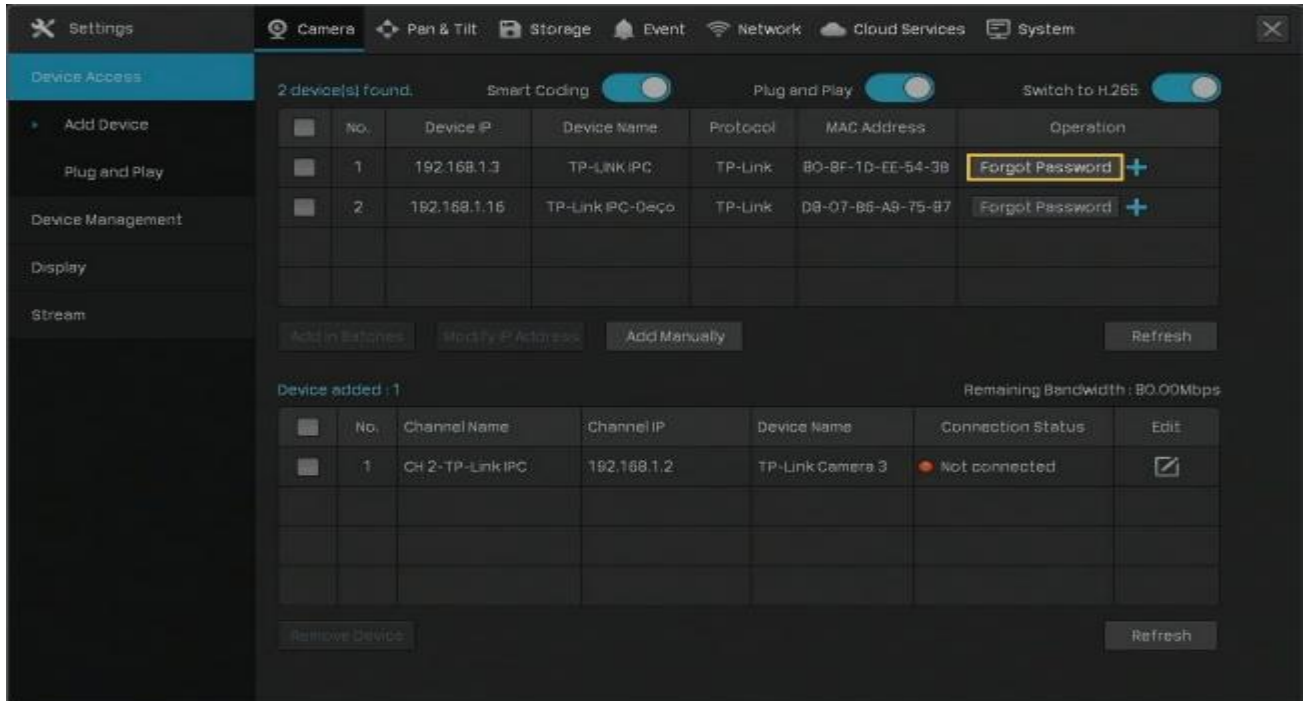 Settings
Camera Pan & Tilt Storage Event Network Cloud Services System
Device Access
Add Device
Plug and Play
Device Management
Display
Stream
2 device(s) found. Smart Coding Plug and Play Switch to H.265
No. Device IP Device Name Protocol MAC Address Operation
1 192.168.1.3 TP-LINK IPC TP-Link B0-8F-1D-EE-54-3B Forgot Password
2 192.168.1.16 TP-Link IPC-0eço TP-Link D8-07-B6-A9-75-87 Forgot Password
Add in Batches Modify IP Address Add Manually Refresh
Device added : 1 Remaining Bandwidth : 80.00Mbps
No. Channel Name Channel IP Device Name Connection Status Edit
1 CH 2-TP-Link IPC 192.168.1.2 TP-Link Camera 3 Not connected
Remove Device Refresh